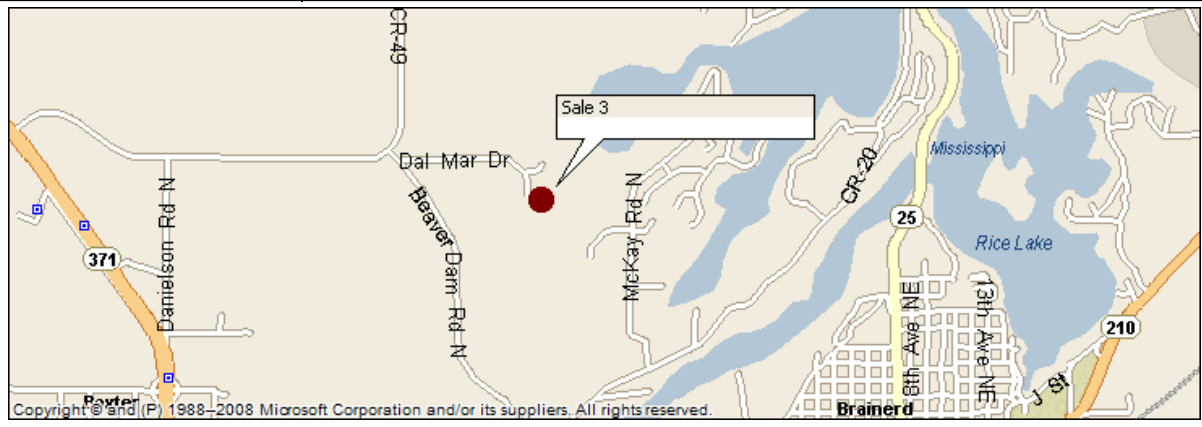 CR-49
Sale 3
Dal Mar Dr
Danielson Rd N
Beaver Dam Rd N
McKay Rd N
CR-20
Mississippi
25
Rice Lake
371
8th Ave NE
13th Ave NE
210
J St
Baxter
Brainerd
Copyright © and (P) 1988–2008 Microsoft Corporation and/or its suppliers. All rights reserved.